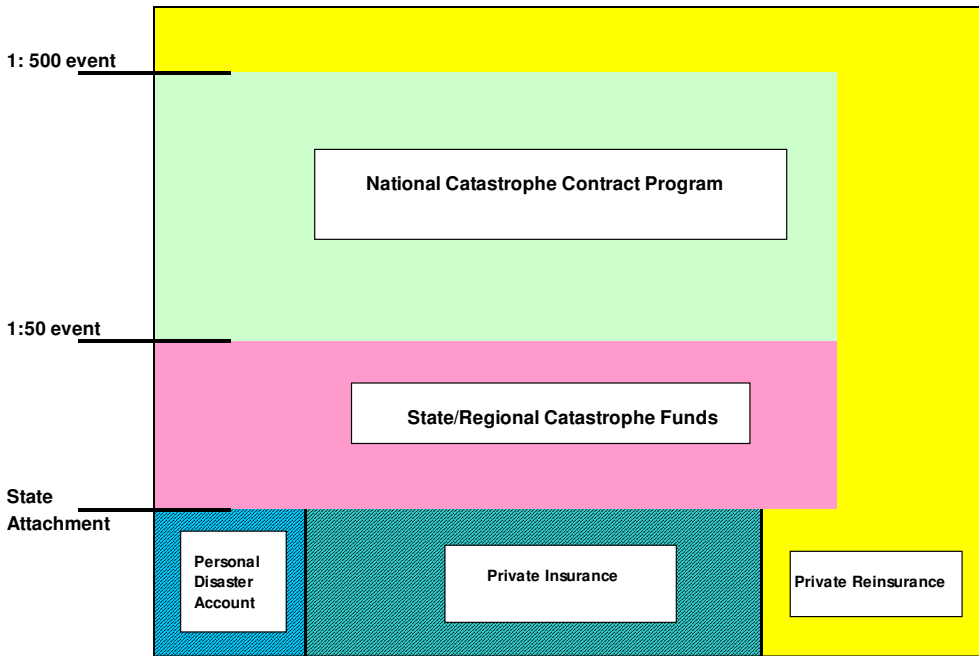 1: 500 event
National Catastrophe Contract Program
1:50 event
State/Regional Catastrophe Funds
State
Attachment
Personal
Disaster
Account
Private Insurance
Private Reinsurance